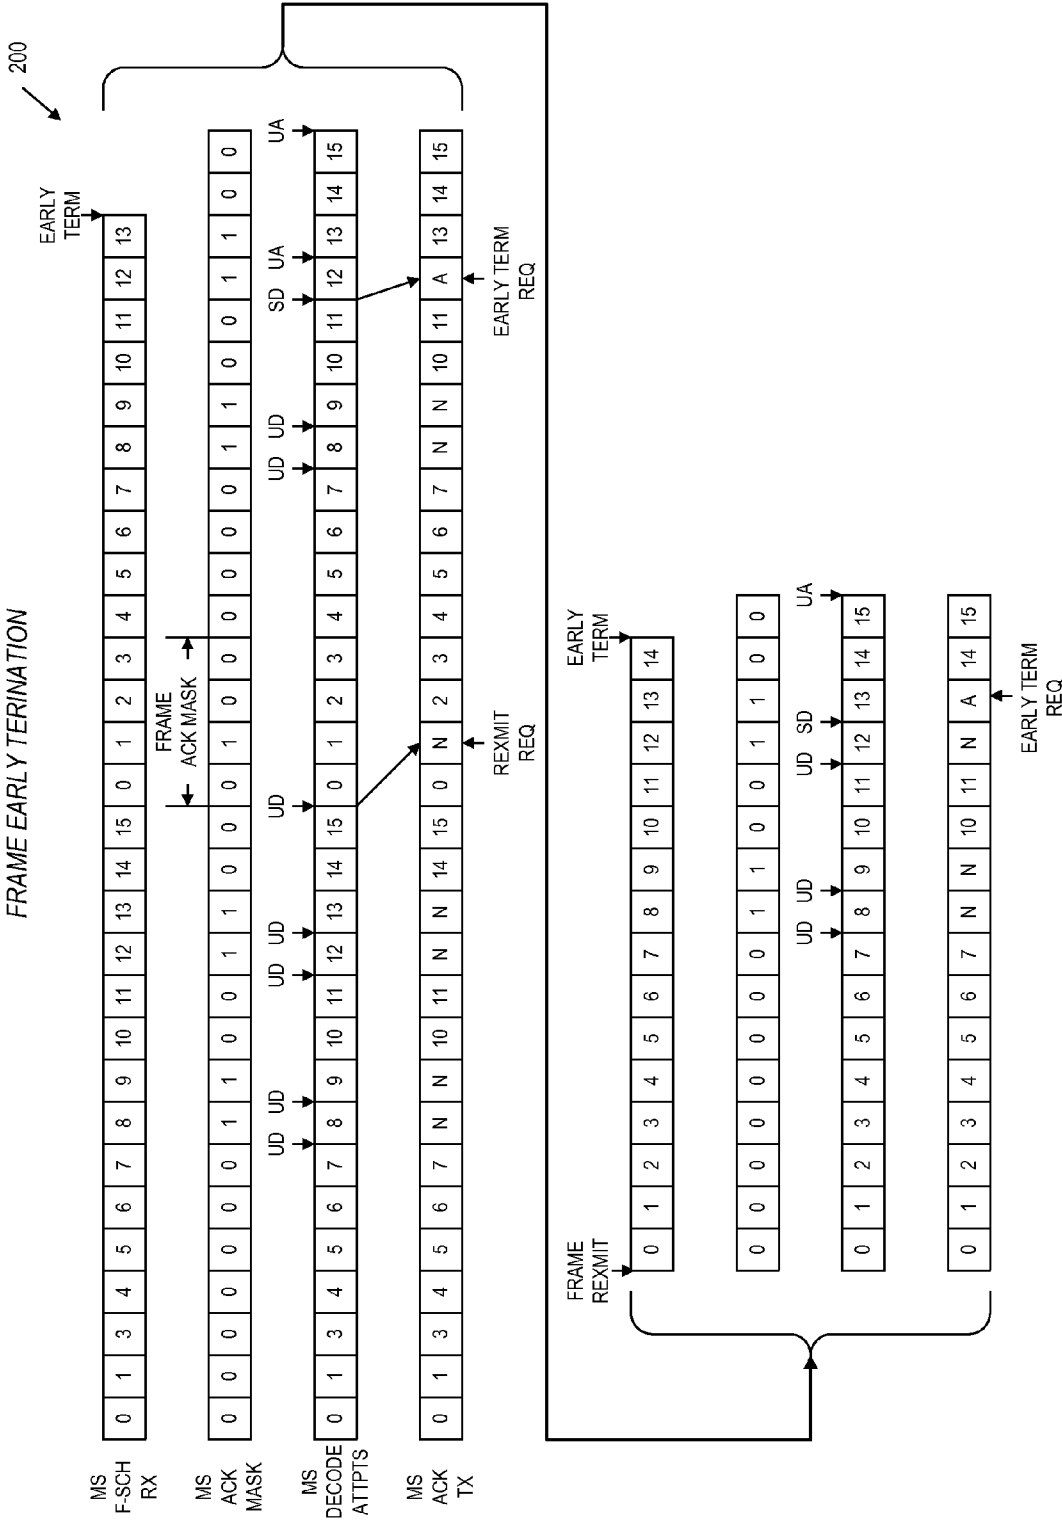 FRAME EARLY TERINATION
200
EARLY
TERM
MS
F-SCH
RX
0 1 3 4 5 6 7 8 9 10 11 12 13 14 15 0 1 2 3 4 5 6 7 8 9 10 11 12 13
FRAME
ACK MASK
MS
ACK
MASK
0 0 0 0 0 0 0 1 1 0 0 1 1 0 0 0 1 0 0 0 0 0 0 1 1 0 0 1 1 0 0
UD UD UD UD UD UD UD SD UA UA
MS
DECODE
ATTPTS
0 1 3 4 5 6 7 8 9 10 11 12 13 14 15 0 1 2 3 4 5 6 7 8 9 10 11 12 13 14 15
MS
ACK
TX
0 1 3 4 5 6 7 N N 10 11 N N 14 15 0 N 2 3 4 5 6 7 N N 10 11 A 13 14 15
REXMIT
REQ
EARLY TERM
REQ
FRAME
REXMIT
EARLY
TERM
0 1 2 3 4 5 6 7 8 9 10 11 12 13 14
0 0 0 0 0 0 0 0 1 1 0 0 1 1 0 0
UD UD UD SD UA
0 1 2 3 4 5 6 7 8 9 10 11 12 13 14 15
0 1 2 3 4 5 6 7 N N 10 11 N A 14 15
EARLY TERM
REQ